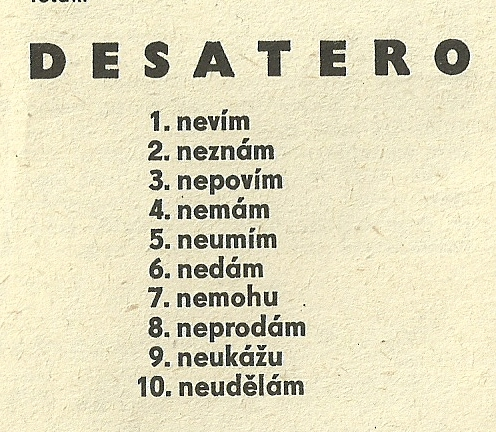 DESATERO
1. nevím
2. neznám
3. nepovím
4. nemám
5. neumím
6. nedám
7. nemohu
8. neprodám
9. neukážu
10. neudělám